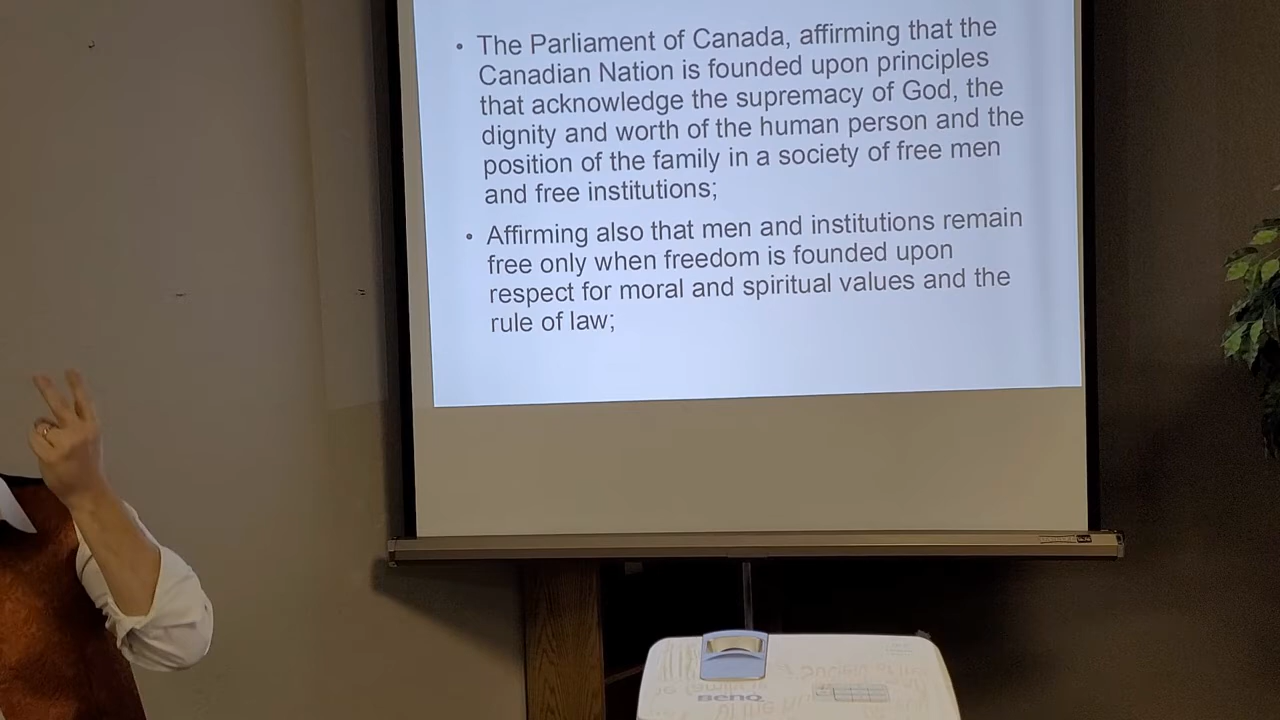 • The Parliament of Canada, affirming that the
Canadian Nation is founded upon principles
that acknowledge the supremacy of God, the
dignity and worth of the human person and the
position of the family in a society of free men
and free institutions;
• Affirming also that men and institutions remain
free only when freedom is founded upon
respect for moral and spiritual values and the
rule of law;
BenQ